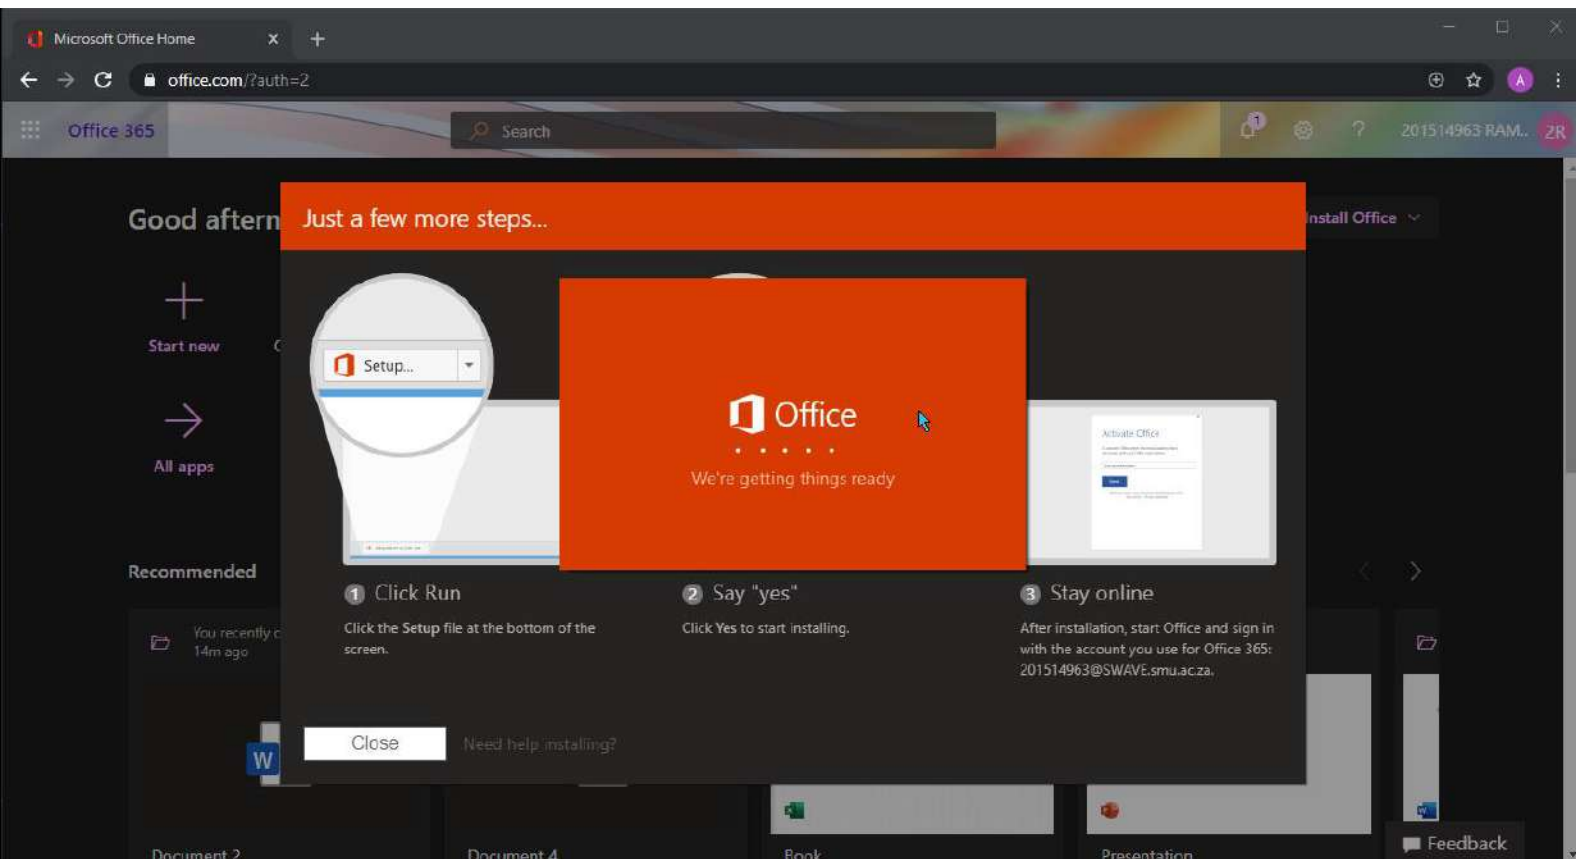 Microsoft Office Home
office.com/?auth=2
Office 365
Search
1
?
201514963 RAM..
2R
A
Good aftern
Install Office
Just a few more steps...
Start new
All apps
Setup...
Office
We're getting things ready
Activate Office
Recommended
1 Click Run
Click the Setup file at the bottom of the
screen.
2 Say "yes"
Click Yes to start installing.
3 Stay online
After installation, start Office and sign in
with the account you use for Office 365:
201514963@SWAVE.smu.ac.za.
You recently
14m ago
Close
Need help installing?
W
Document 2
Document 4
Book
Presentation
Feedback